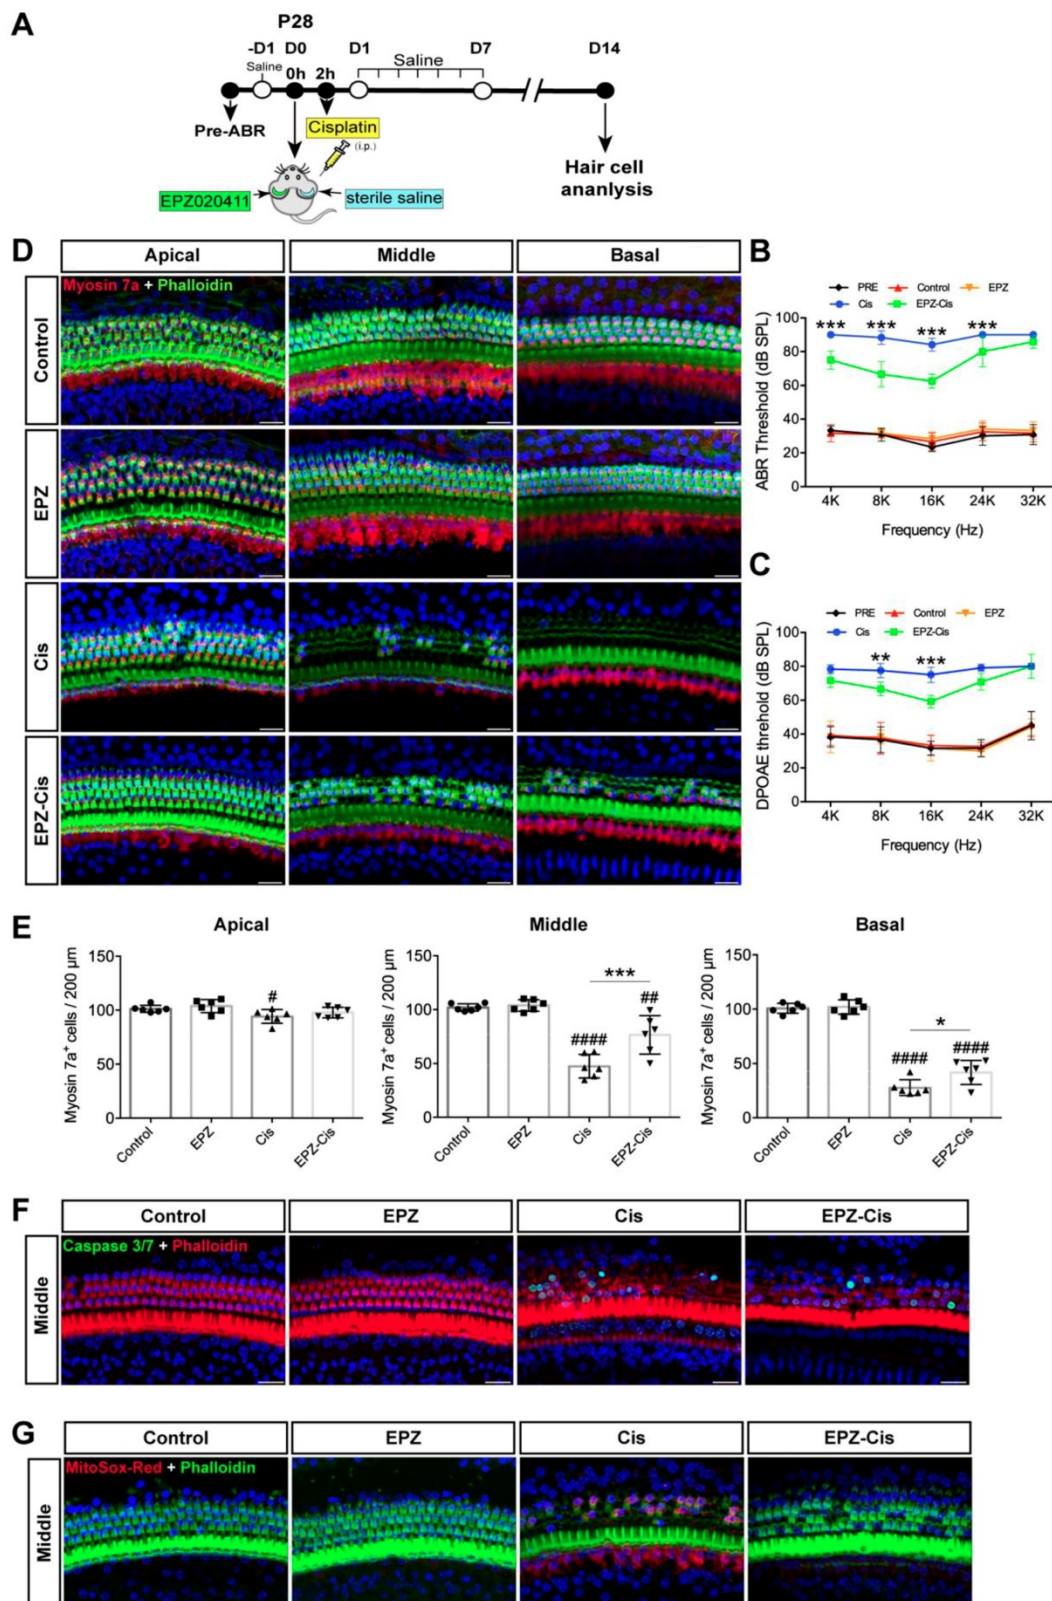 A
P28
-D1 D0 D1 D7 D14
Saline 0h 2h Saline
Pre-ABR
Cisplatin
(i.p.)
EPZ020411
sterile saline
Hair cell
ananlysis
D
Apical Middle Basal
Myosin 7a + Phalloidin
Control
EPZ
Cis
EPZ-Cis
B
PRE Control EPZ
Cis EPZ-Cis
ABR Threshold (dB SPL)
100
80
60
40
20
0
*** *** *** ***
4K 8K 16K 24K 32K
Frequency (Hz)
C
PRE Control EPZ
Cis EPZ-Cis
DPOAE threhold (dB SPL)
100
80
60
40
20
0
** ***
4K 8K 16K 24K 32K
Frequency (Hz)
E
Apical
Myosin 7a+ cells / 200 µm
150
100
50
0
#
Control EPZ Cis EPZ-Cis
Middle
Myosin 7a+ cells / 200 µm
150
100
50
0
***
#### ##
Control EPZ Cis EPZ-Cis
Basal
Myosin 7a+ cells / 200 µm
150
100
50
0
*
#### ####
Control EPZ Cis EPZ-Cis
F
Control EPZ Cis EPZ-Cis
Caspase 3/7 + Phalloidin
Middle
G
Control EPZ Cis EPZ-Cis
MitoSox-Red + Phalloidin
Middle